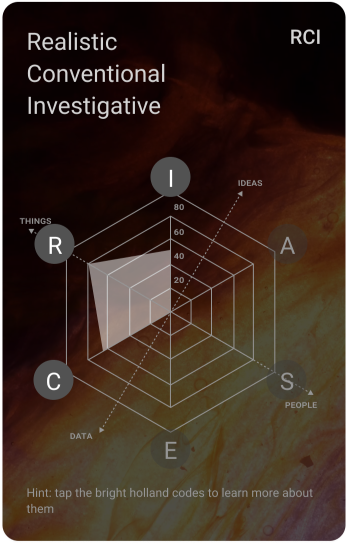 Realistic
RCI
Conventional
Investigative
I
IDEAS
80
THINGS
60
R
A
40
20
C
S
PEOPLE
DATA
E
Hint: tap the bright holland codes to learn more about
them